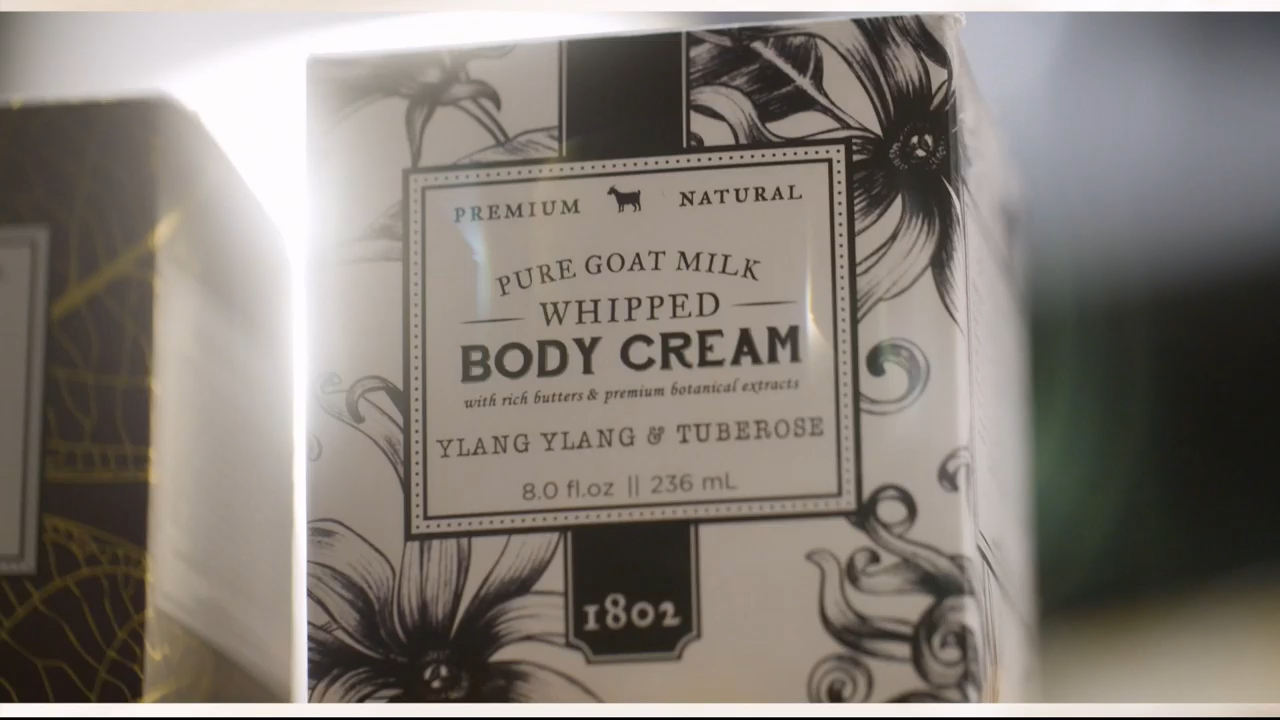 PREMIUM NATURAL
PURE GOAT MILK
WHIPPED
BODY CREAM
with rich butters & premium botanical extracts
YLANG YLANG & TUBEROSE
8.0 fl.oz || 236 mL
1802